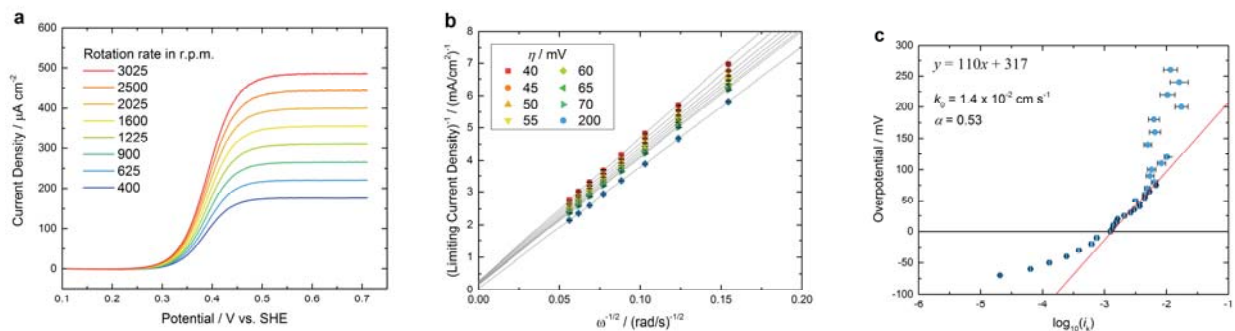 a
600
500
400
300
200
100
0
Current Density / µA cm⁻²
Rotation rate in r.p.m.
3025
2500
2025
1600
1225
900
625
400
0.1 0.2 0.3 0.4 0.5 0.6 0.7
Potential / V vs. SHE
b
8
7
6
5
4
3
2
1
0
(Limiting Current Density)⁻¹ / (mA/cm²)⁻¹
η / mV
40 60
45 65
50 70
55 200
0.00 0.05 0.10 0.15 0.20
ω⁻¹ᐟ² / (rad/s)⁻¹ᐟ²
c
300
250
200
150
100
50
0
-50
-100
Overpotential / mV
y = 110x + 317
k₀ = 1.4 x 10⁻² cm s⁻¹
α = 0.53
-6 -5 -4 -3 -2 -1
log₁₀(iₖ)